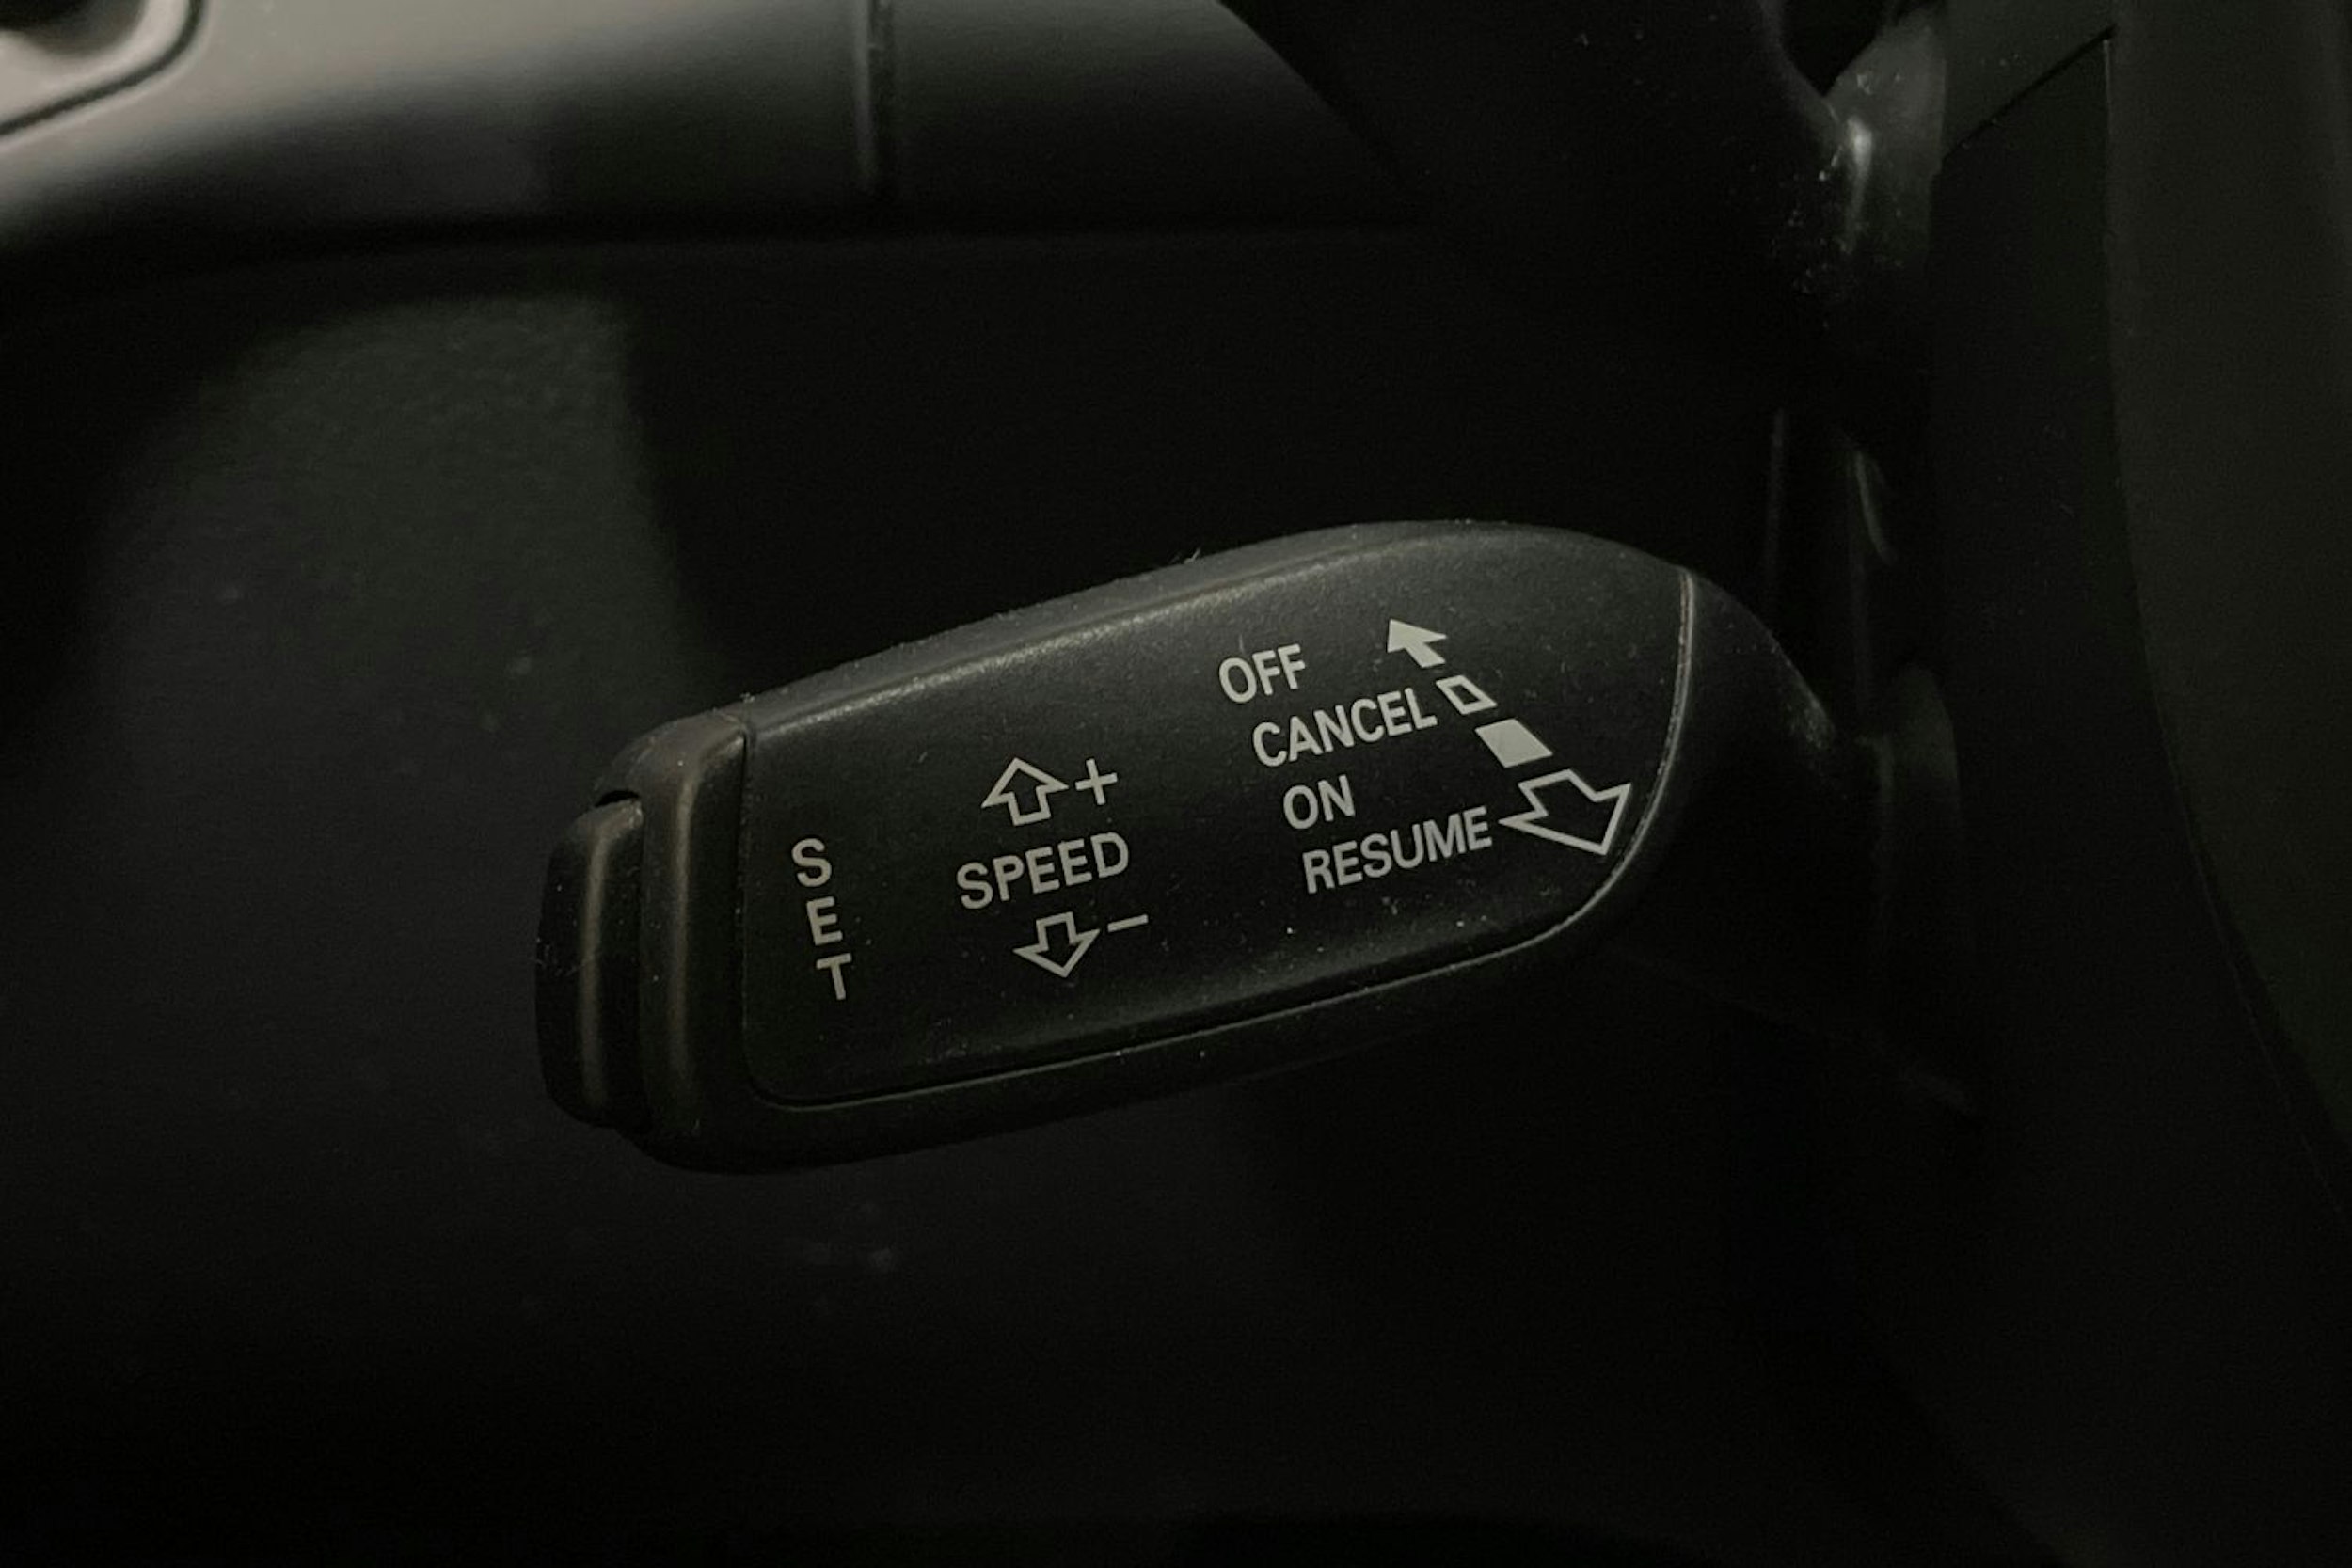 SET
+
SPEED
−
OFF
CANCEL
ON
RESUME